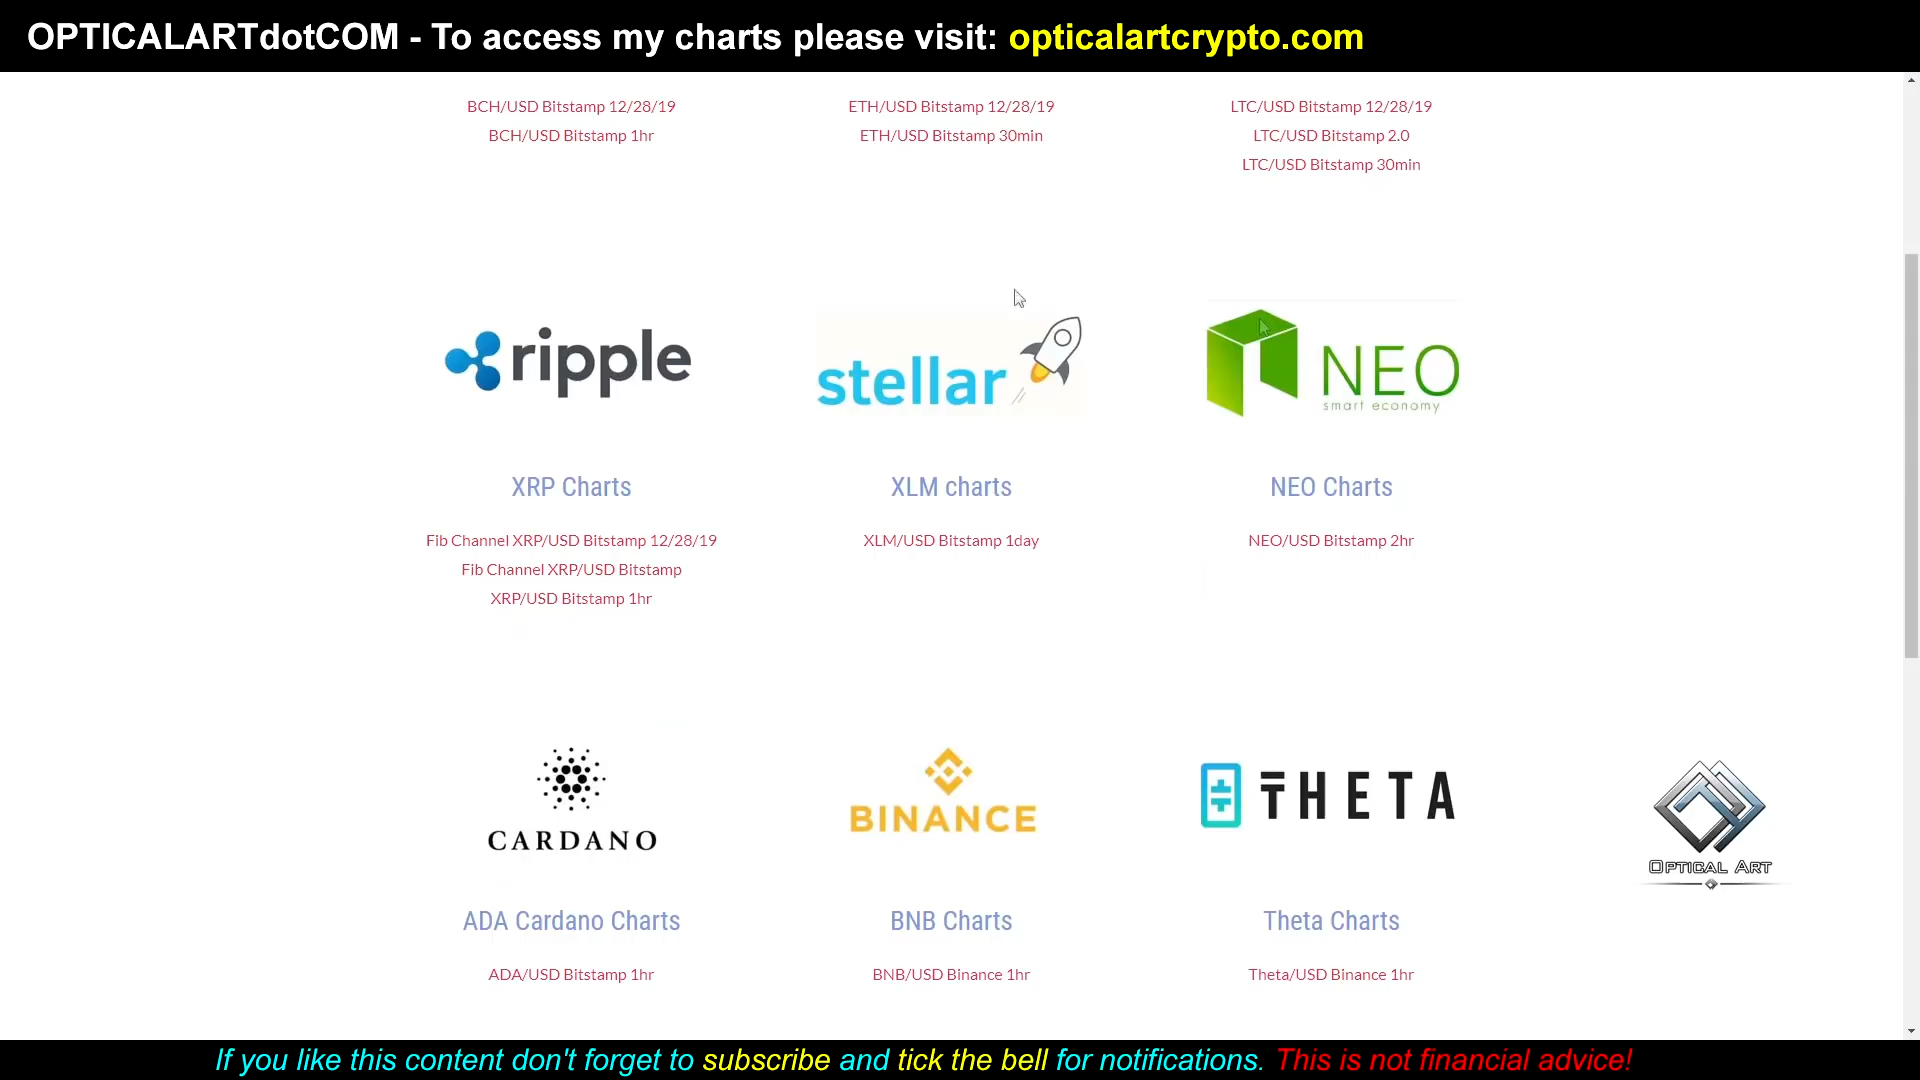 OPTICALARTdotCOM - To access my charts please visit: opticalartcrypto.com
BCH/USD Bitstamp 12/28/19
BCH/USD Bitstamp 1hr
ETH/USD Bitstamp 12/28/19
ETH/USD Bitstamp 30min
LTC/USD Bitstamp 12/28/19
LTC/USD Bitstamp 2.0
LTC/USD Bitstamp 30min
ripple
stellar
NEO
smart economy
XRP Charts
Fib Channel XRP/USD Bitstamp 12/28/19
Fib Channel XRP/USD Bitstamp
XRP/USD Bitstamp 1hr
XLM charts
XLM/USD Bitstamp 1day
NEO Charts
NEO/USD Bitstamp 2hr
CARDANO
BINANCE
THETA
OPTICAL ART
ADA Cardano Charts
ADA/USD Bitstamp 1hr
BNB Charts
BNB/USD Binance 1hr
Theta Charts
Theta/USD Binance 1hr
If you like this content don't forget to subscribe and tick the bell for notifications. This is not financial advice!